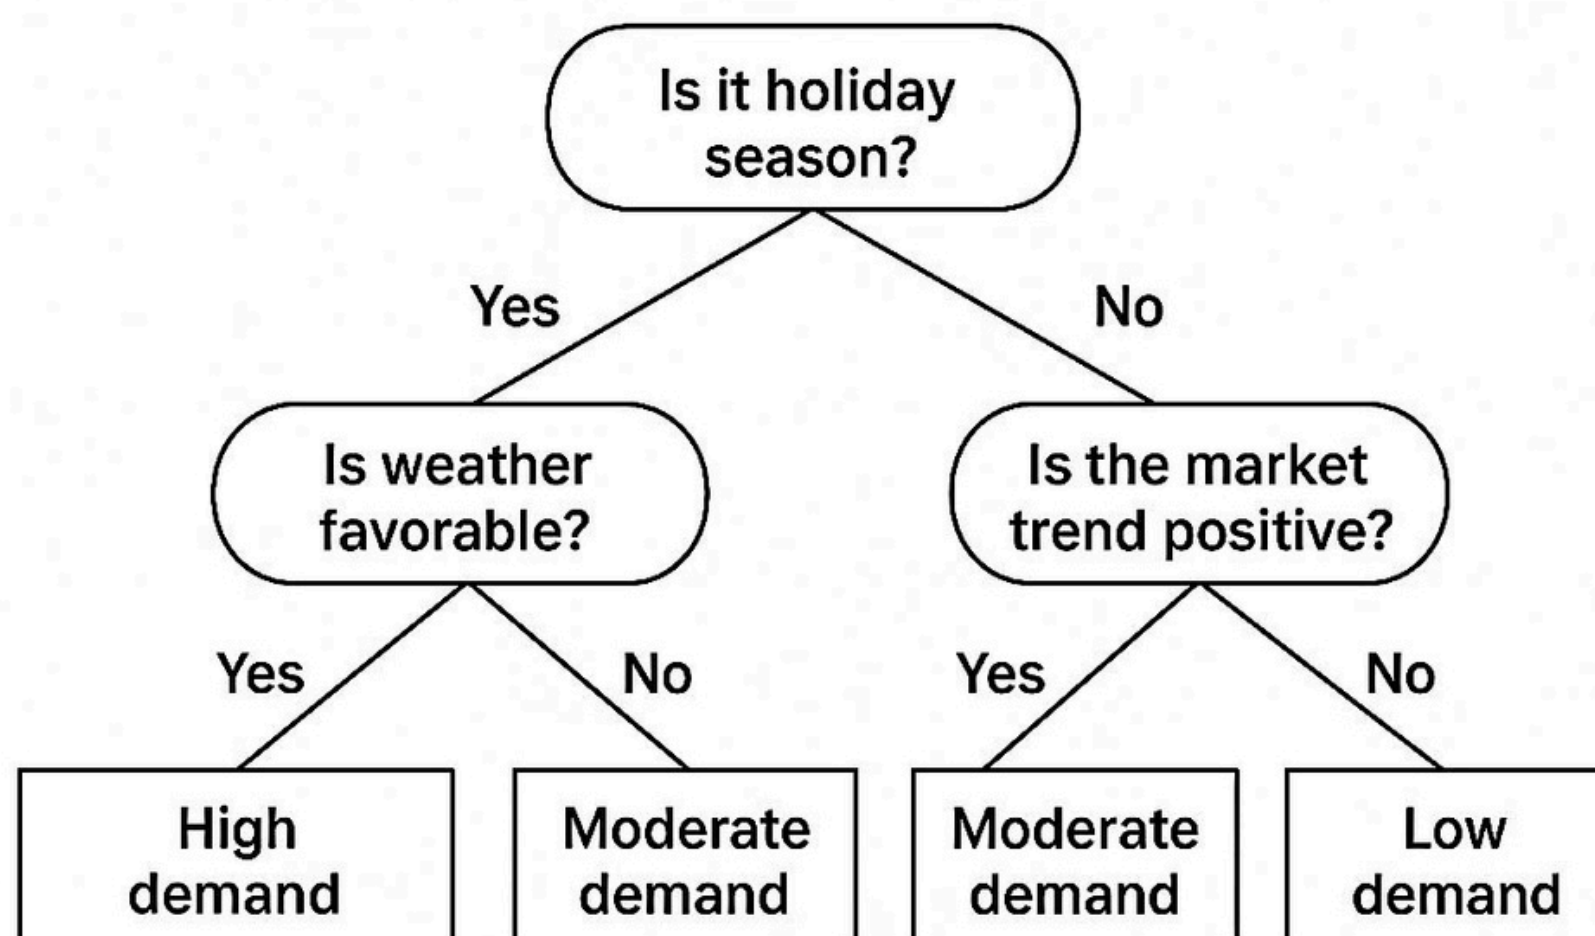 Is it holiday
season?
Yes
No
Is weather
favorable?
Is the market
trend positive?
Yes
No
Yes
No
High
demand
Moderate
demand
Moderate
demand
Low
demand